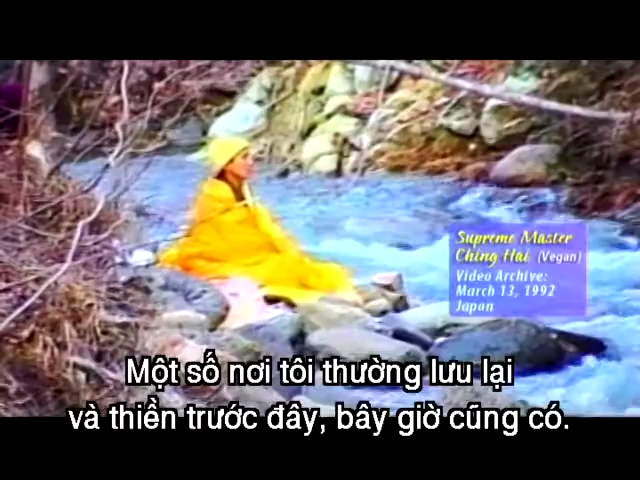 Supreme Master
Ching Hai (Vegan)
Video Archive:
March 13, 1992
Japan
Một số nơi tôi thường lưu lại
và thiền trước đây, bây giờ cũng có.